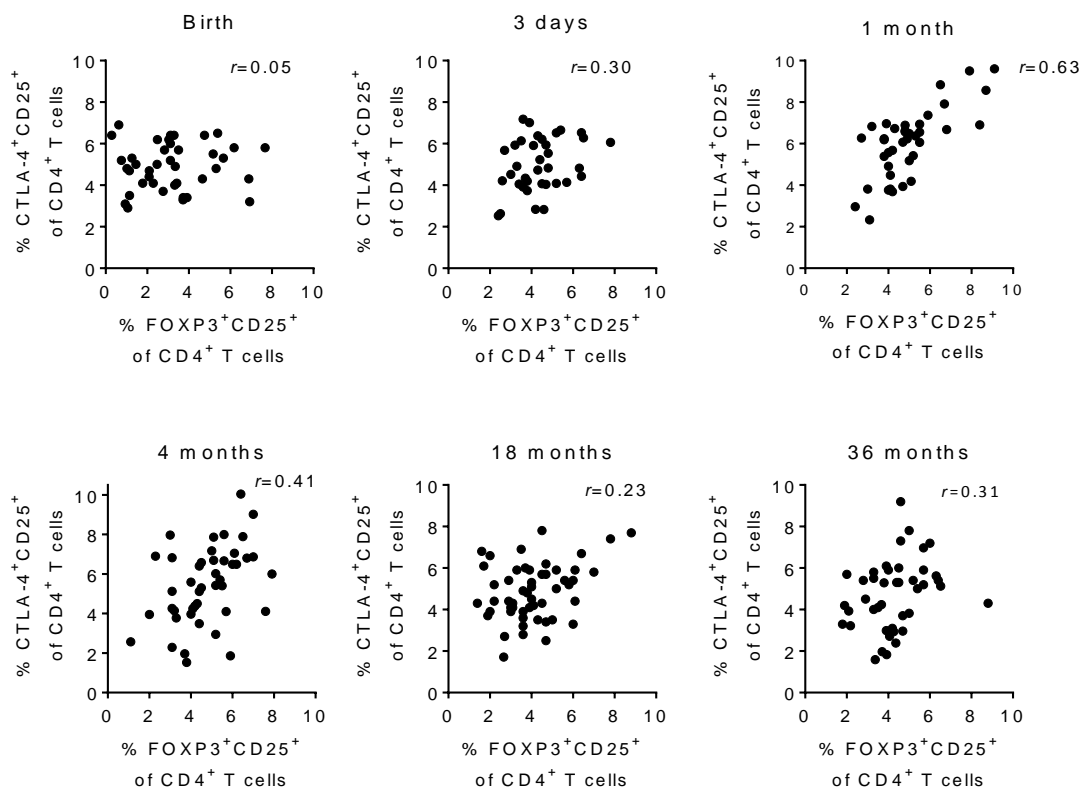 Birth
r=0.05
% CTLA-4⁺CD25⁺
of CD4⁺ T cells
10
8
6
4
2
0
0 2 4 6 8 10
% FOXP3⁺CD25⁺
of CD4⁺ T cells
3 days
r=0.30
% CTLA-4⁺CD25⁺
of CD4⁺ T cells
10
8
6
4
2
0
0 2 4 6 8 10
% FOXP3⁺CD25⁺
of CD4⁺ T cells
1 month
r=0.63
% CTLA-4⁺CD25⁺
of CD4⁺ T cells
10
8
6
4
2
0
0 2 4 6 8 10
% FOXP3⁺CD25⁺
of CD4⁺ T cells
4 months
r=0.41
% CTLA-4⁺CD25⁺
of CD4⁺ T cells
10
8
6
4
2
0
0 2 4 6 8 10
% FOXP3⁺CD25⁺
of CD4⁺ T cells
18 months
r=0.23
% CTLA-4⁺CD25⁺
of CD4⁺ T cells
10
8
6
4
2
0
0 2 4 6 8 10
% FOXP3⁺CD25⁺
of CD4⁺ T cells
36 months
r=0.31
% CTLA-4⁺CD25⁺
of CD4⁺ T cells
10
8
6
4
2
0
0 2 4 6 8 10
% FOXP3⁺CD25⁺
of CD4⁺ T cells